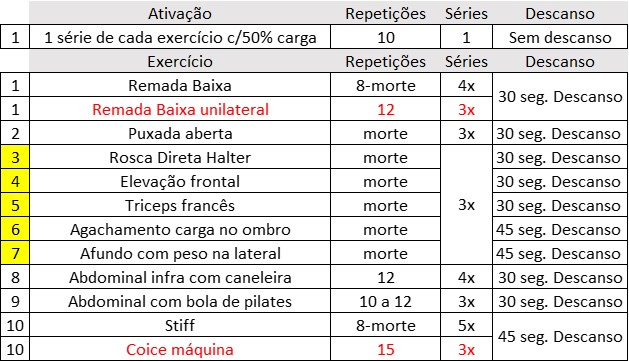 Ativação Repetições Séries Descanso
1 1 série de cada exercício c/50% carga 10 1 Sem descanso
Exercício Repetições Séries Descanso
1 Remada Baixa 8-morte 4x 30 seg. Descanso
1 Remada Baixa unilateral 12 3x
2 Puxada aberta morte 3x 30 seg. Descanso
3 Rosca Direta Halter morte 3x 30 seg. Descanso
4 Elevação frontal morte 30 seg. Descanso
5 Triceps francês morte 30 seg. Descanso
6 Agachamento carga no ombro morte 45 seg. Descanso
7 Afundo com peso na lateral morte 45 seg. Descanso
8 Abdominal infra com caneleira 12 4x 30 seg. Descanso
9 Abdominal com bola de pilates 10 a 12 3x 30 seg. Descanso
10 Stiff 8-morte 5x 45 seg. Descanso
10 Coice máquina 15 3x